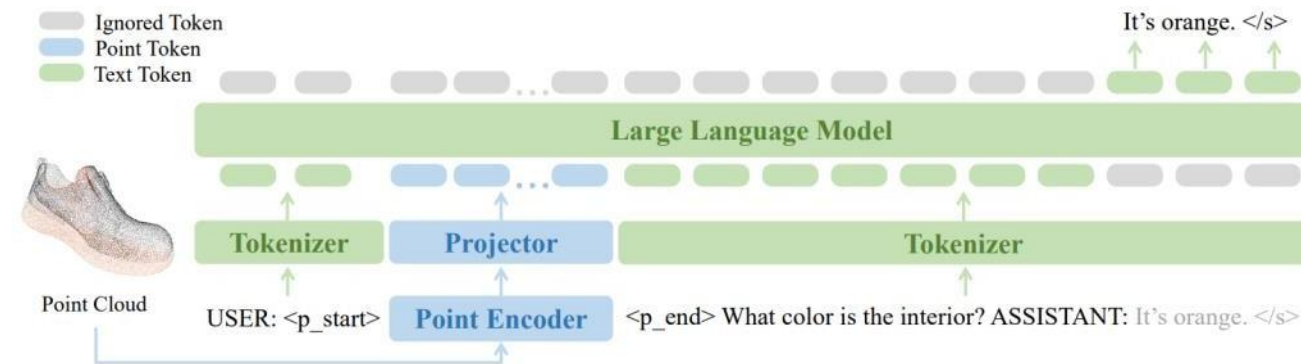 Ignored Token
Point Token
Text Token
It's orange. </s>
Large Language Model
Tokenizer
Projector
Tokenizer
Point Cloud
USER: <p_start>
Point Encoder
<p_end> What color is the interior? ASSISTANT: It's orange. </s>